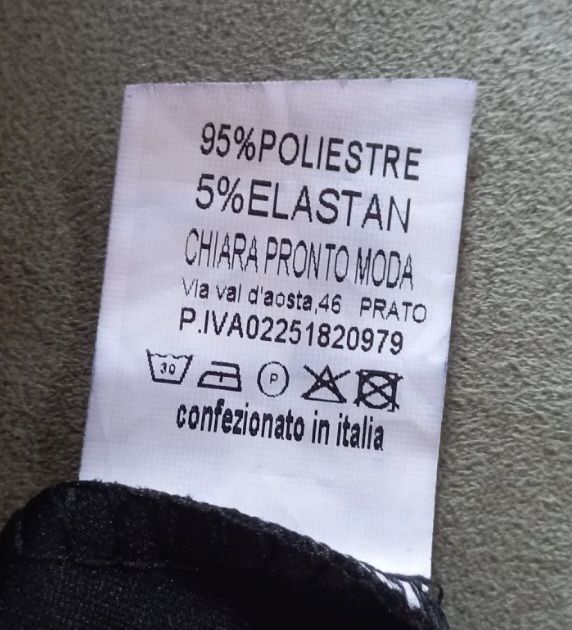 95%POLIESTRE
5%ELASTAN
CHIARA PRONTO MODA
Via val d'aosta,46 PRATO
P.IVA02251820979
30 P
confezionato in italia